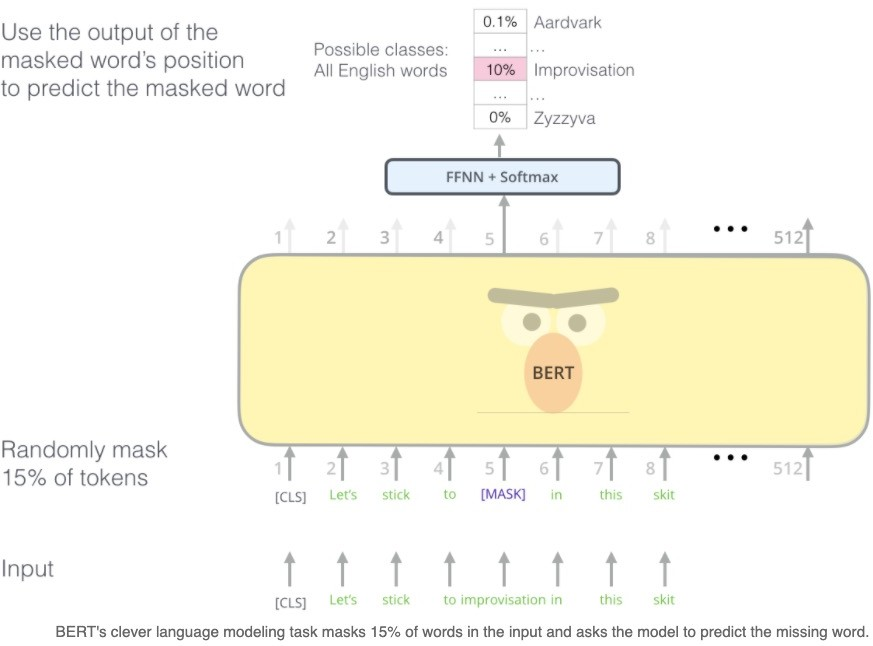 Use the output of the
masked word's position
to predict the masked word
Possible classes:
All English words
0.1% Aardvark
... ...
10% Improvisation
... ...
0% Zyzzyva
FFNN + Softmax
1 2 3 4 5 6 7 8 ••• 512
BERT
Randomly mask
15% of tokens
1 2 3 4 5 6 7 8 ••• 512
[CLS] Let's stick to [MASK] in this skit
Input
[CLS] Let's stick to improvisation in this skit
BERT's clever language modeling task masks 15% of words in the input and asks the model to predict the missing word.